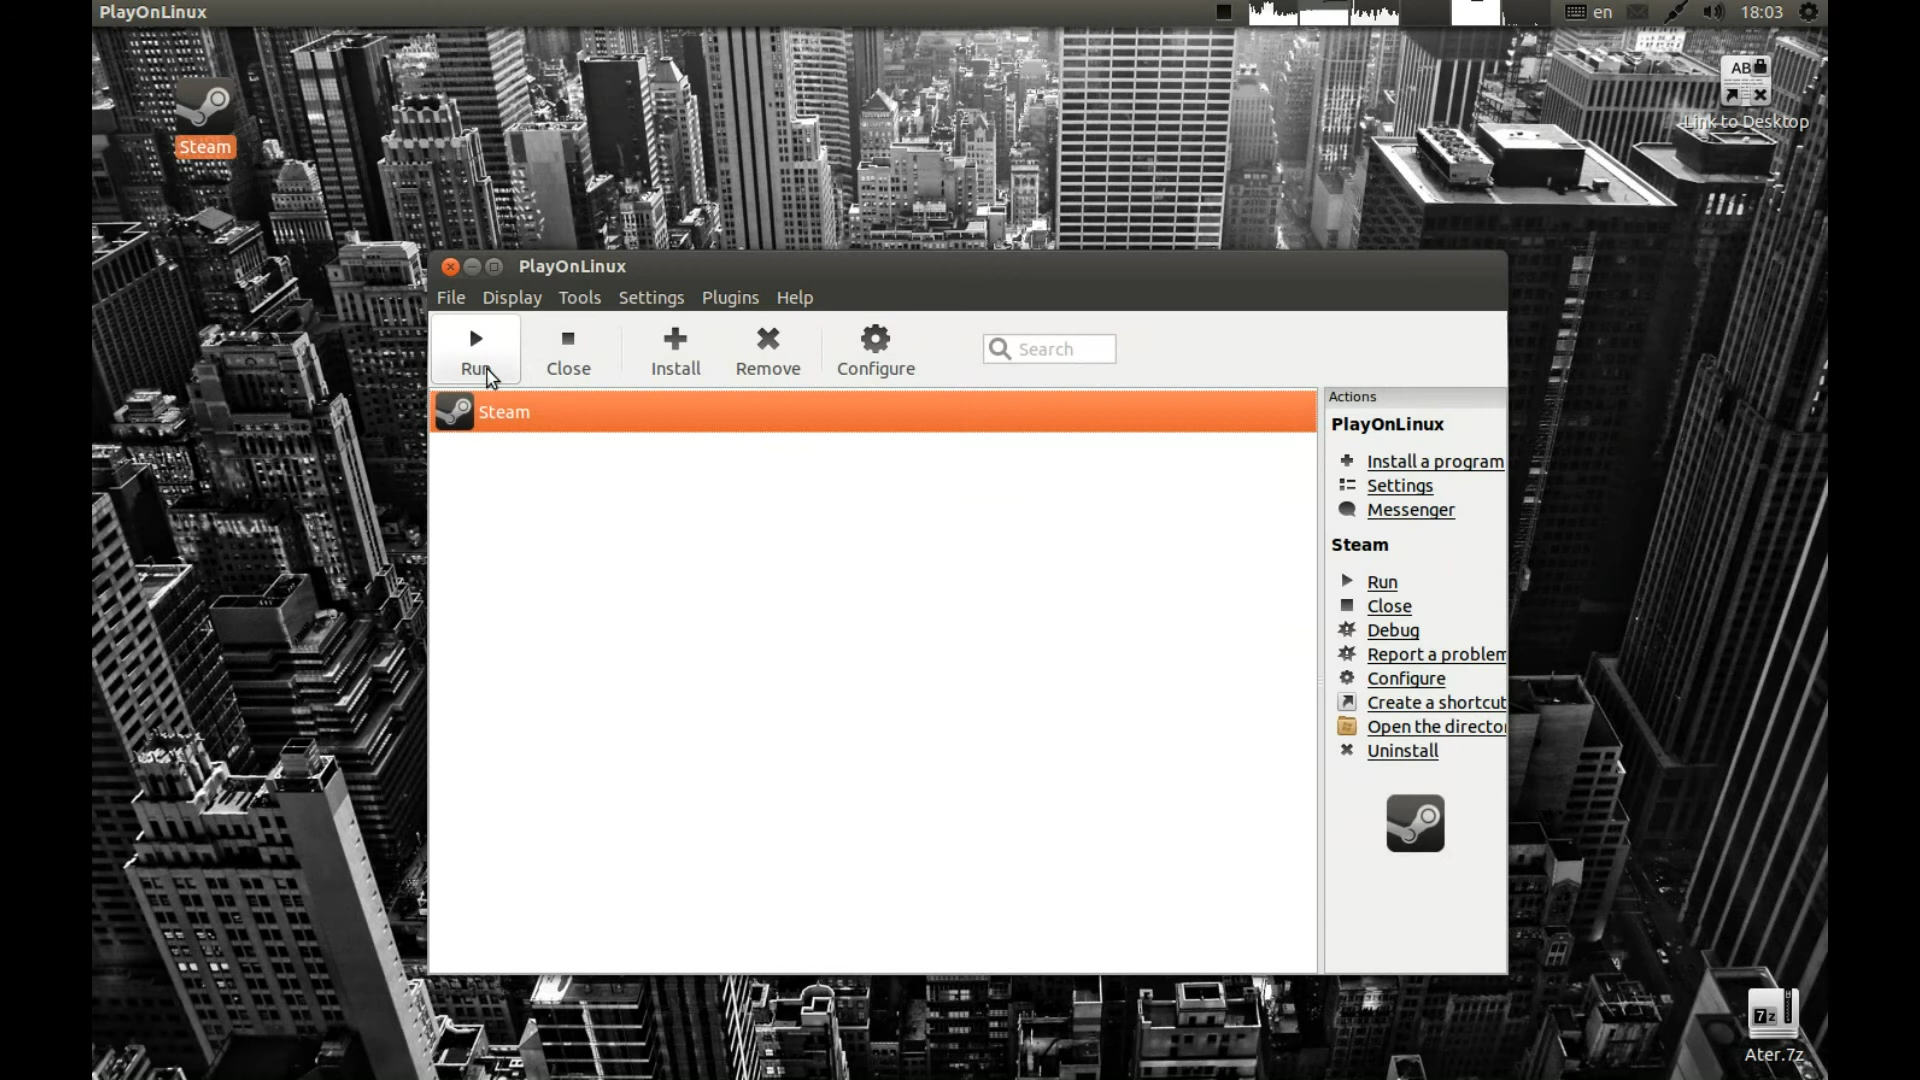 PlayOnLinux
en
18:03
Steam
Link to Desktop
PlayOnLinux
File Display Tools Settings Plugins Help
Run Close Install Remove Configure
Search
Steam
Actions
PlayOnLinux
Install a program
Settings
Messenger
Steam
Run
Close
Debug
Report a problem
Configure
Create a shortcut
Open the director
Uninstall
7z
Ater.7z